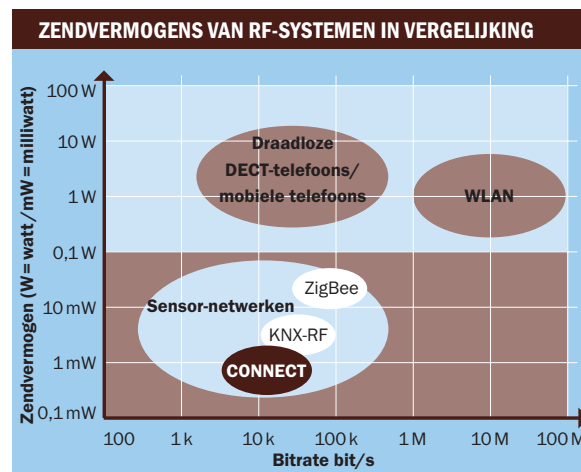 ZENDVERMOGENS VAN RF-SYSTEMEN IN VERGELIJKING
Zendvermogen (W = watt / mW = milliwatt)
100 W
10 W
1 W
0,1 W
10 mW
1 mW
0,1 mW
Draadloze
DECT-telefoons/
mobiele telefoons
WLAN
ZigBee
Sensor-netwerken
KNX-RF
CONNECT
100
1 k
10 k
100 k
1 M
10 M
100 M
Bitrate bit/s